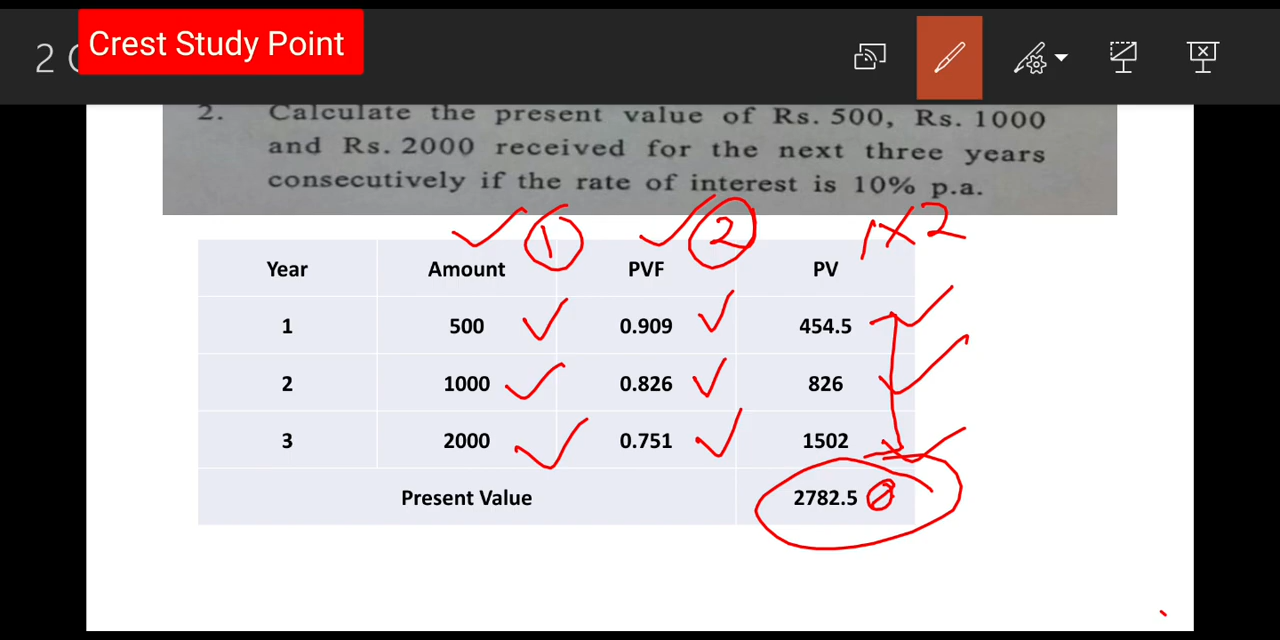 2
Crest Study Point
2. Calculate the present value of Rs. 500, Rs. 1000
and Rs. 2000 received for the next three years
consecutively if the rate of interest is 10% p.a.
1 2 1 X 2
Year Amount PVF PV
1 500 0.909 454.5
2 1000 0.826 826
3 2000 0.751 1502
Present Value 2782.5